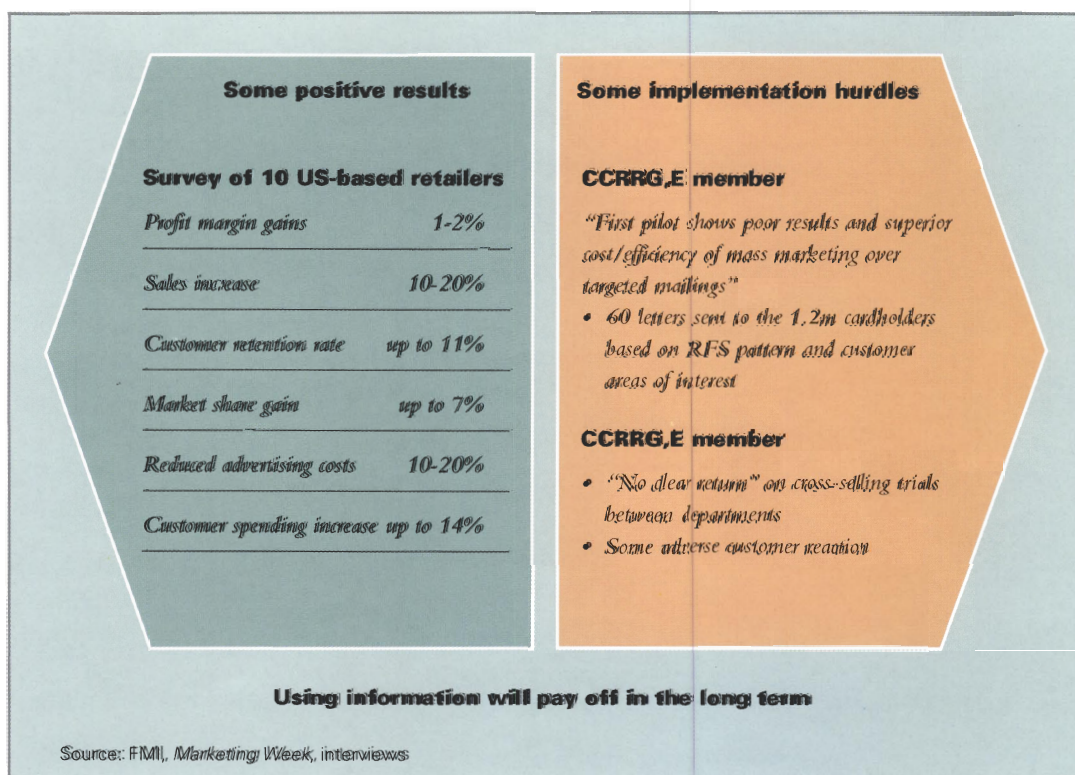 Some positive results
Survey of 10 US-based retailers
Profit margin gains 1-2%
Sales increase 10-20%
Customer retention rate up to 11%
Market share gain up to 7%
Reduced advertising costs 10-20%
Customer spending increase up to 14%
Some implementation hurdles
CCRRG,E member
“First pilot shows poor results and superior
cost/efficiency of mass marketing over
targeted mailings”
• 60 letters sent to the 1.2m cardholders
based on RFS pattern and customer
areas of interest
CCRRG,E member
• “No clear return” on cross-selling trials
between departments
• Some adverse customer reaction
Using information will pay off in the long term
Source: FMI, Marketing Week, interviews